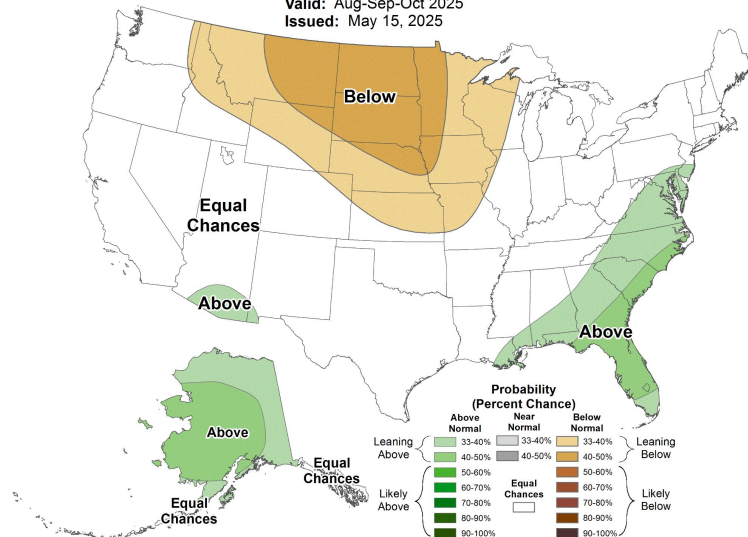 Valid: Aug-Sep-Oct 2025
Issued: May 15, 2025
Below
Equal
Chances
Above
Above
Above
Equal
Chances
Equal
Chances
Probability
(Percent Chance)
Above
Normal
Near
Normal
Below
Normal
Leaning
Above
33-40%
40-50%
33-40%
40-50%
33-40%
40-50%
Leaning
Below
Likely
Above
50-60%
60-70%
70-80%
80-90%
90-100%
Equal
Chances
50-60%
60-70%
70-80%
80-90%
90-100%
Likely
Below